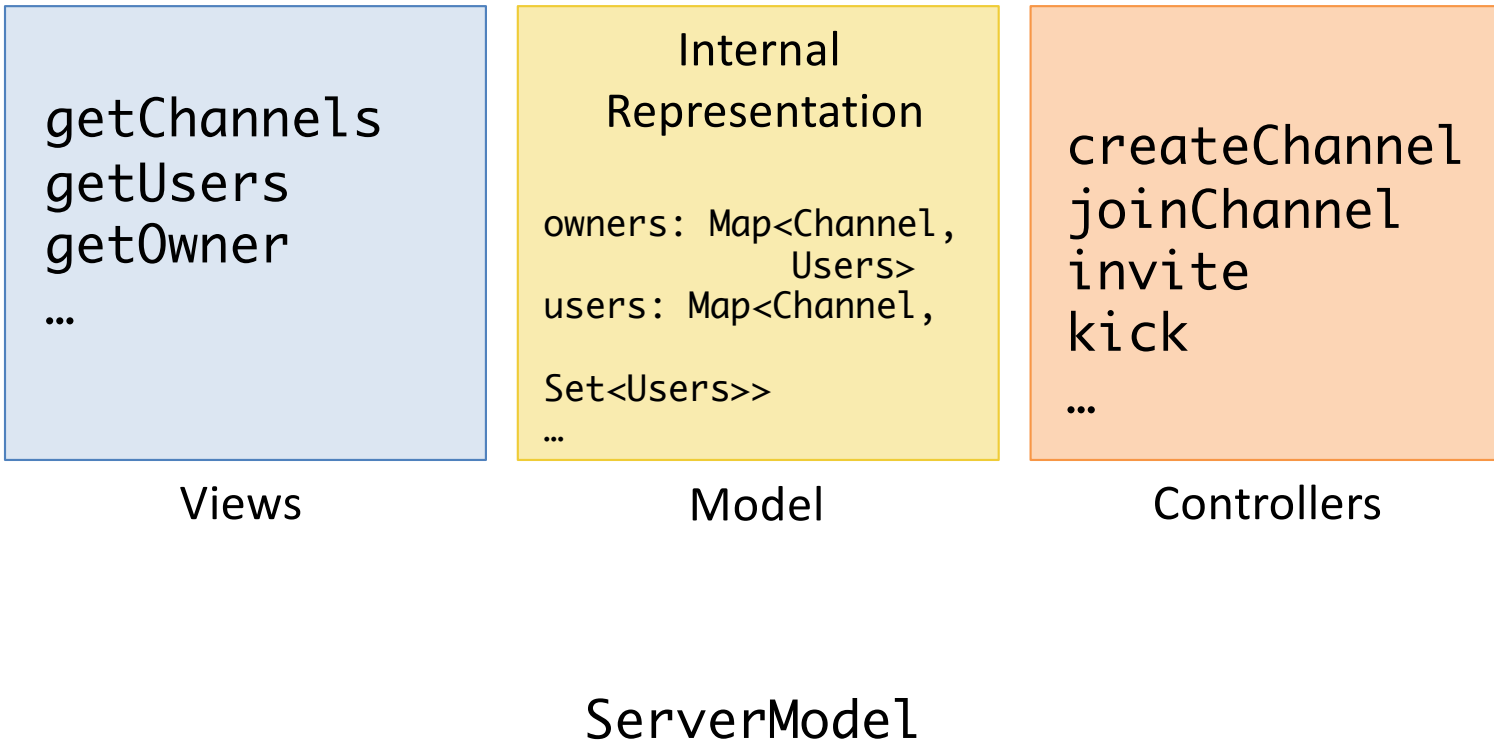 getChannels
getUsers
getOwner
…
Views
Internal
Representation
owners: Map<Channel,
Users>
users: Map<Channel,
Set<Users>>
…
Model
createChannel
joinChannel
invite
kick
…
Controllers
ServerModel